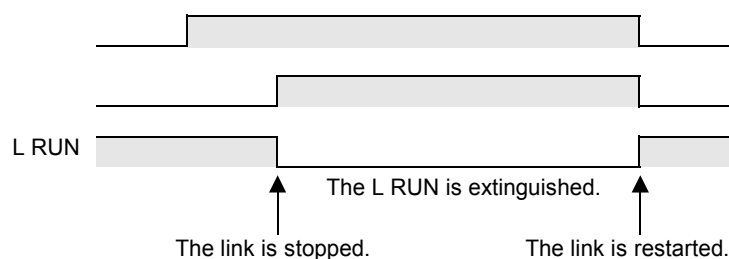 L RUN
The L RUN is extinguished.
The link is stopped.
The link is restarted.